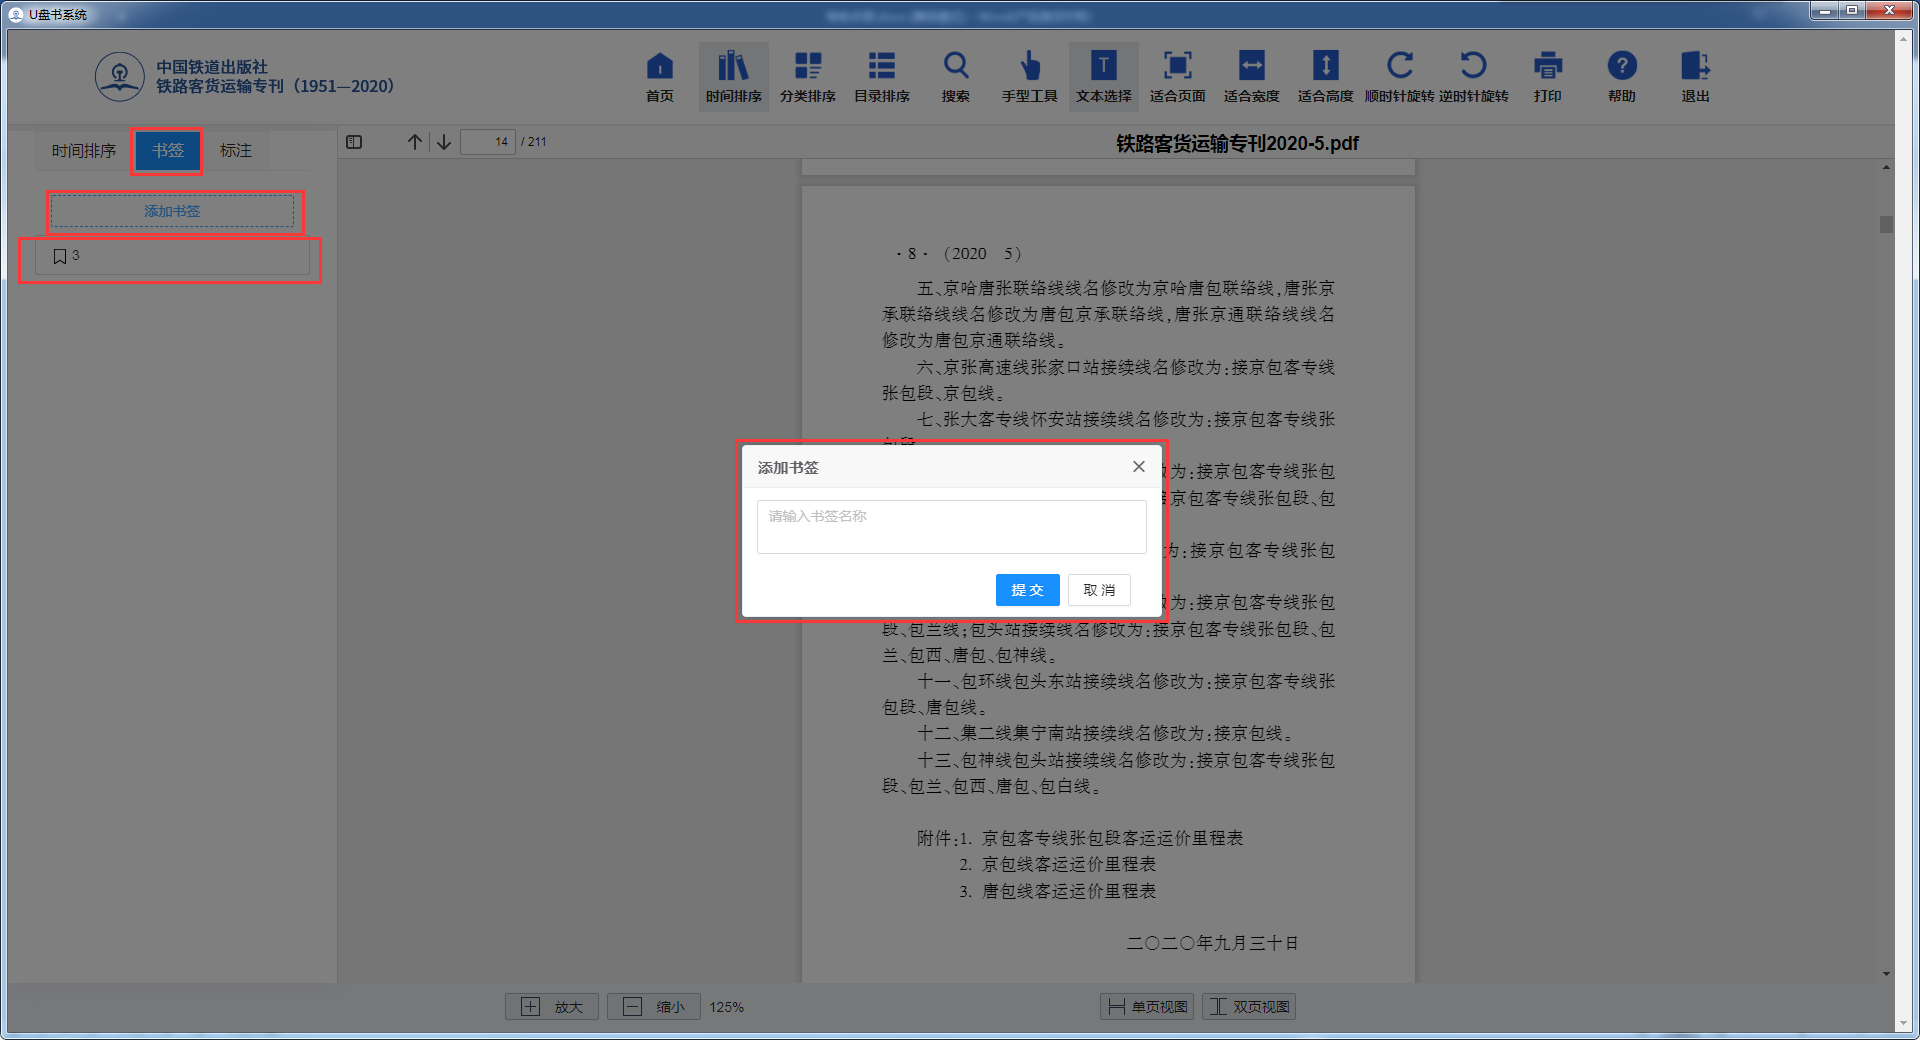 U盘书系统
中国铁道出版社
铁路客货运输专刊（1951—2020）
首页
时间排序
分类排序
目录排序
搜索
手型工具
文本选择
适合页面
适合宽度
适合高度
顺时针旋转
逆时针旋转
打印
帮助
退出
时间排序
书签
标注
14 / 211
铁路客货运输专刊2020-5.pdf
添加书签
3
·8·（2020 5）
五、京哈唐张联络线线名修改为京哈唐包联络线，唐张京
承联络线线名修改为唐包京承联络线，唐张京通联络线线名
修改为唐包京通联络线。
六、京张高速线张家口站接续线名修改为：接京包客专线
张包段、京包线。
七、张大客专线怀安站接续线名修改为：接京包客专线张
为：接京包客专线张包
京包客专线张包段、包
为：接京包客专线张包
为：接京包客专线张包
段、包兰线；包头站接续线名修改为：接京包客专线张包段、包
兰、包西、唐包、包神线。
十一、包环线包头东站接续线名修改为：接京包客专线张
包段、唐包线。
十二、集二线集宁南站接续线名修改为：接京包线。
十三、包神线包头站接续线名修改为：接京包客专线张包
段、包兰、包西、唐包、包白线。
附件：1. 京包客专线张包段客运运价里程表
2. 京包线客运运价里程表
3. 唐包线客运运价里程表
二〇二〇年九月三十日
添加书签
请输入书签名称
提 交
取 消
放大
缩小
125%
单页视图
双页视图